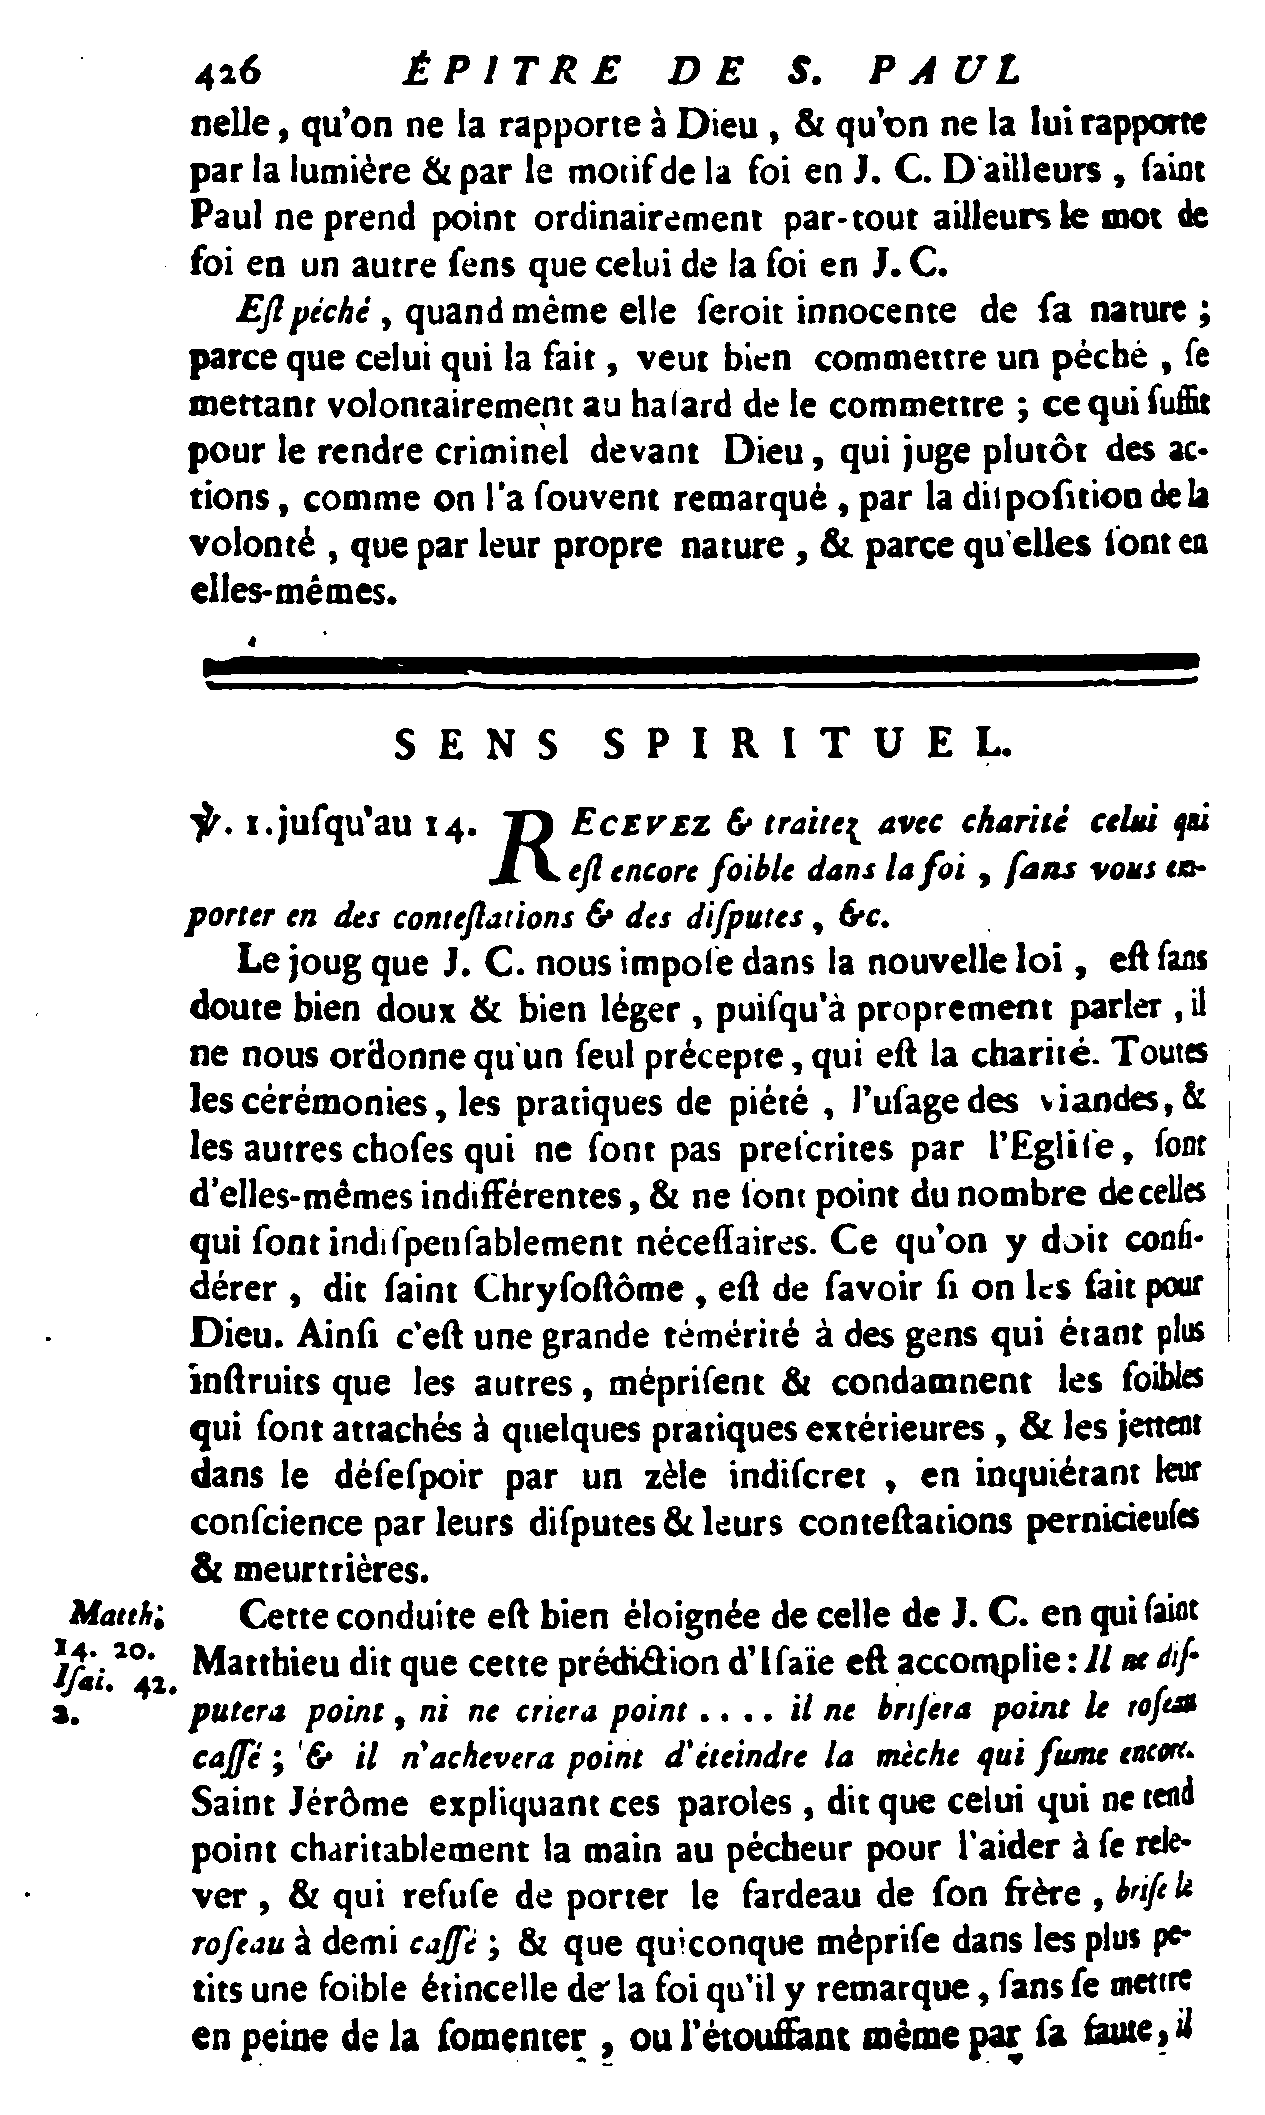 426 ÉPITRE DE S. PAUL
nelle, qu'on ne la rapporte à Dieu, & qu'on ne la lui rapporte
par la lumière & par le motif de la foi en J. C. D'ailleurs, ſaint
Paul ne prend point ordinairement par-tout ailleurs le mot de
foi en un autre ſens que celui de la foi en J. C.
Eſt péché, quand même elle ſeroit innocente de ſa nature;
parce que celui qui la fait, veut bien commettre un péché, ſe
mettant volontairement au haſard de le commettre; ce qui ſuffit
pour le rendre criminel devant Dieu, qui juge plutôt des ac-
tions, comme on l'a ſouvent remarqué, par la diſpoſition de la
volonté, que par leur propre nature, & parce qu'elles ſont en
elles-mêmes.
SENS SPIRITUEL.
℣. 1. juſqu'au 14. RECEVEZ & traitez avec charité celui qui
eſt encore foible dans la foi, ſans vous em-
porter en des conteſtations & des diſputes, &c.
Le joug que J. C. nous impoſe dans la nouvelle loi, eſt ſans
doute bien doux & bien léger, puiſqu'à proprement parler, il
ne nous ordonne qu'un ſeul précepte, qui eſt la charité. Toutes
les cérémonies, les pratiques de piété, l'uſage des viandes, &
les autres choſes qui ne ſont pas preſcrites par l'Egliſe, ſont
d'elles-mêmes indifférentes, & ne ſont point du nombre de celles
qui ſont indiſpenſablement néceſſaires. Ce qu'on y doit conſi-
dérer, dit ſaint Chryſoſtôme, eſt de ſavoir ſi on les fait pour
Dieu. Ainſi c'eſt une grande témérité à des gens qui étant plus
inſtruits que les autres, mépriſent & condamnent les foibles
qui ſont attachés à quelques pratiques extérieures, & les jettent
dans le déſeſpoir par un zèle indiſcret, en inquiétant leur
conſcience par leurs diſputes & leurs conteſtations pernicieuſes
& meurtrières.
Matth. Cette conduite eſt bien éloignée de celle de J. C. en qui ſaint
14. 20. Matthieu dit que cette prédiction d'Iſaïe eſt accomplie: Il ne diſ-
Iſai. 42. putera point, ni ne criera point.... il ne briſera point le roſeau
2. caſſé; & il n'achevera point d'éteindre la mèche qui fume encore.
Saint Jérôme expliquant ces paroles, dit que celui qui ne tend
point charitablement la main au pécheur pour l'aider à ſe rele-
ver, & qui refuſe de porter le fardeau de ſon frère, briſe le
roſeau à demi caſſé; & que quiconque mépriſe dans les plus pe-
tits une foible étincelle de la foi qu'il y remarque, ſans ſe mettre
en peine de la fomenter, ou l'étouffant même par ſa faute, il